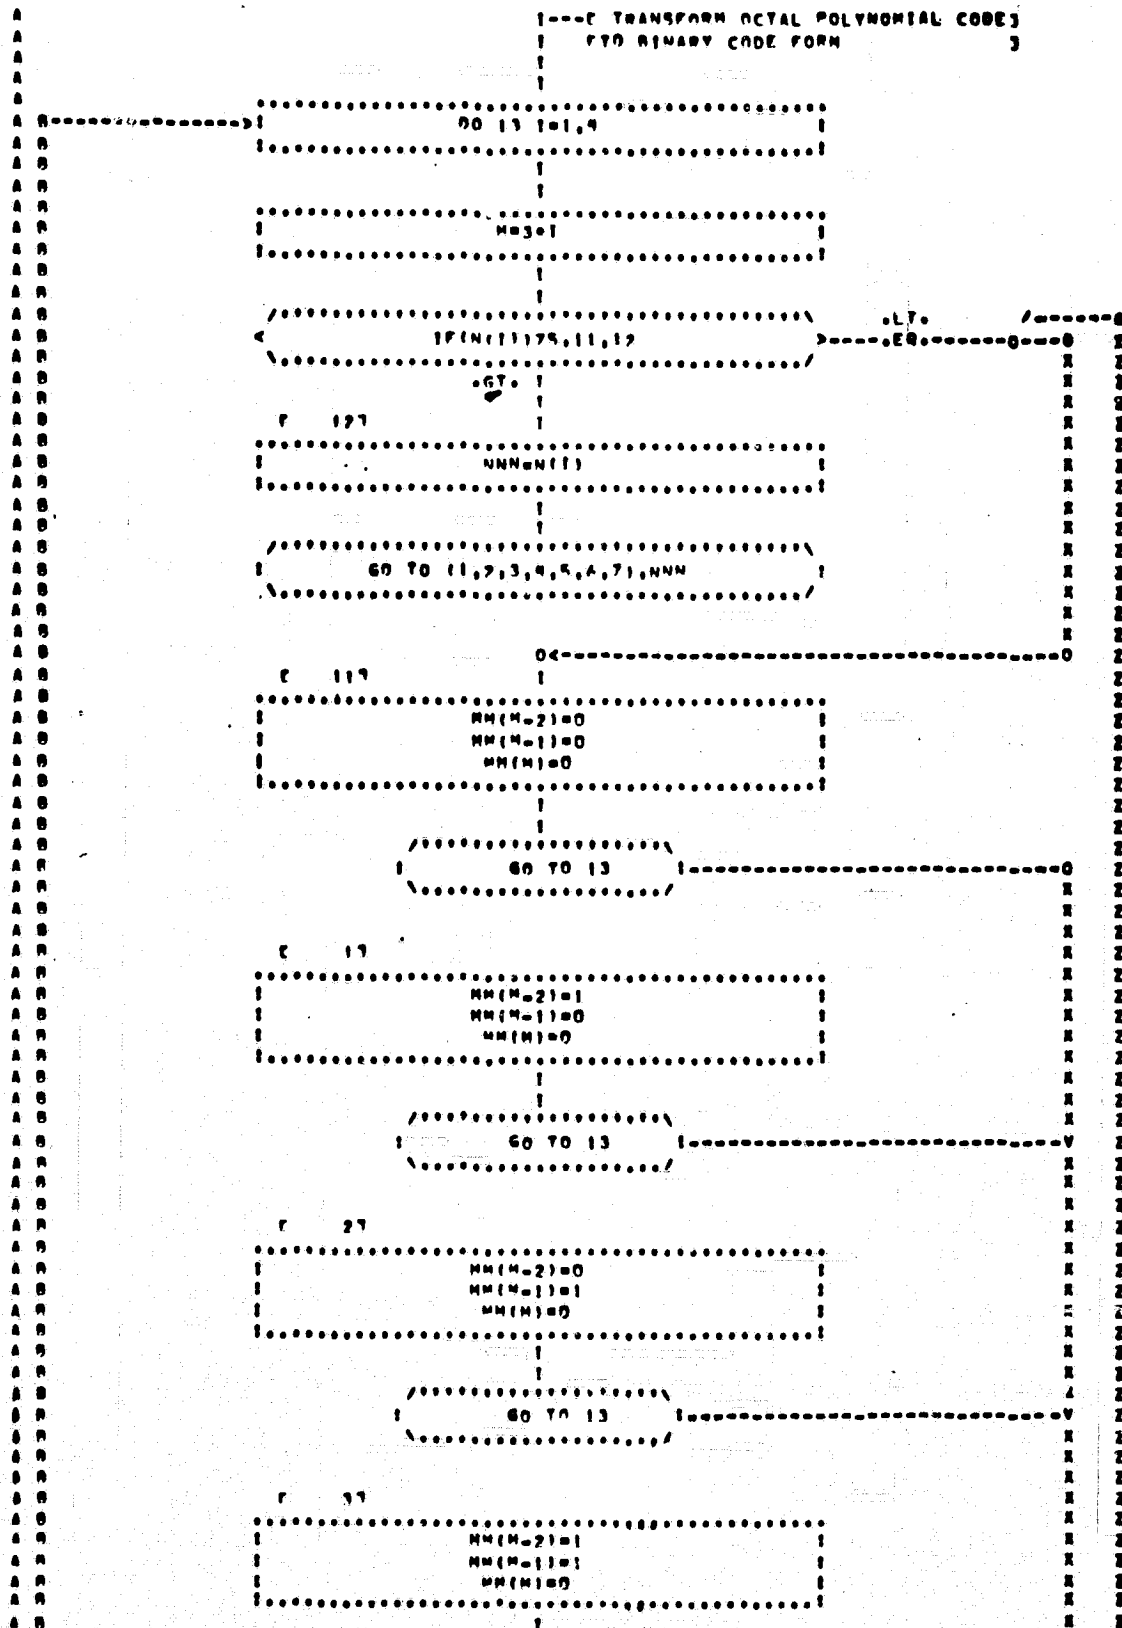 [ TRANSFORM OCTAL POLYNOMIAL CODE]
[TO BINARY CODE FORM ]
DO 13 I=1,4
M=3*I
IF(N(I))75,11,12
.LT.
.EQ.
.GT.
[ 12]
NNN=N(I)
GO TO (1,2,3,4,5,6,7),NNN
[ 11]
MM(M-2)=0
MM(M-1)=0
MM(M)=0
GO TO 13
[ 1]
MM(M-2)=1
MM(M-1)=0
MM(M)=0
GO TO 13
[ 2]
MM(M-2)=0
MM(M-1)=1
MM(M)=0
GO TO 13
[ 3]
MM(M-2)=1
MM(M-1)=1
MM(M)=0